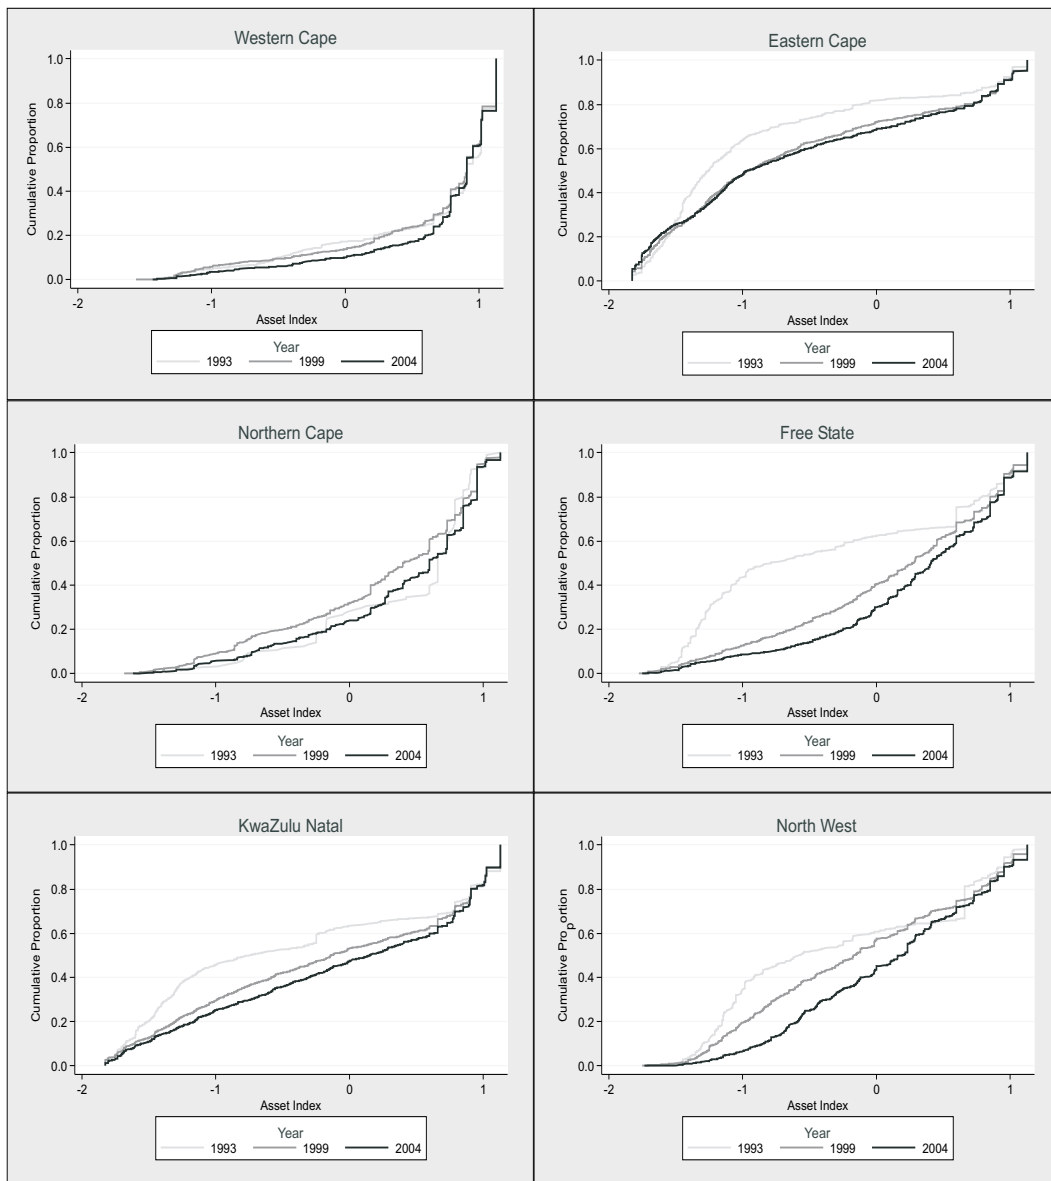 Western Cape
Cumulative Proportion
1.0
0.8
0.6
0.4
0.2
0.0
-2 -1 0 1
Asset Index
Year
1993 1999 2004
Eastern Cape
Cumulative Proportion
1.0
0.8
0.6
0.4
0.2
0.0
-2 -1 0 1
Asset Index
Year
1993 1999 2004
Northern Cape
Cumulative Proportion
1.0
0.8
0.6
0.4
0.2
0.0
-2 -1 0 1
Asset Index
Year
1993 1999 2004
Free State
Cumulative Proportion
1.0
0.8
0.6
0.4
0.2
0.0
-2 -1 0 1
Asset Index
Year
1993 1999 2004
KwaZulu Natal
Cumulative Proportion
1.0
0.8
0.6
0.4
0.2
0.0
-2 -1 0 1
Asset Index
Year
1993 1999 2004
North West
Cumulative Proportion
1.0
0.8
0.6
0.4
0.2
0.0
-2 -1 0 1
Asset Index
Year
1993 1999 2004